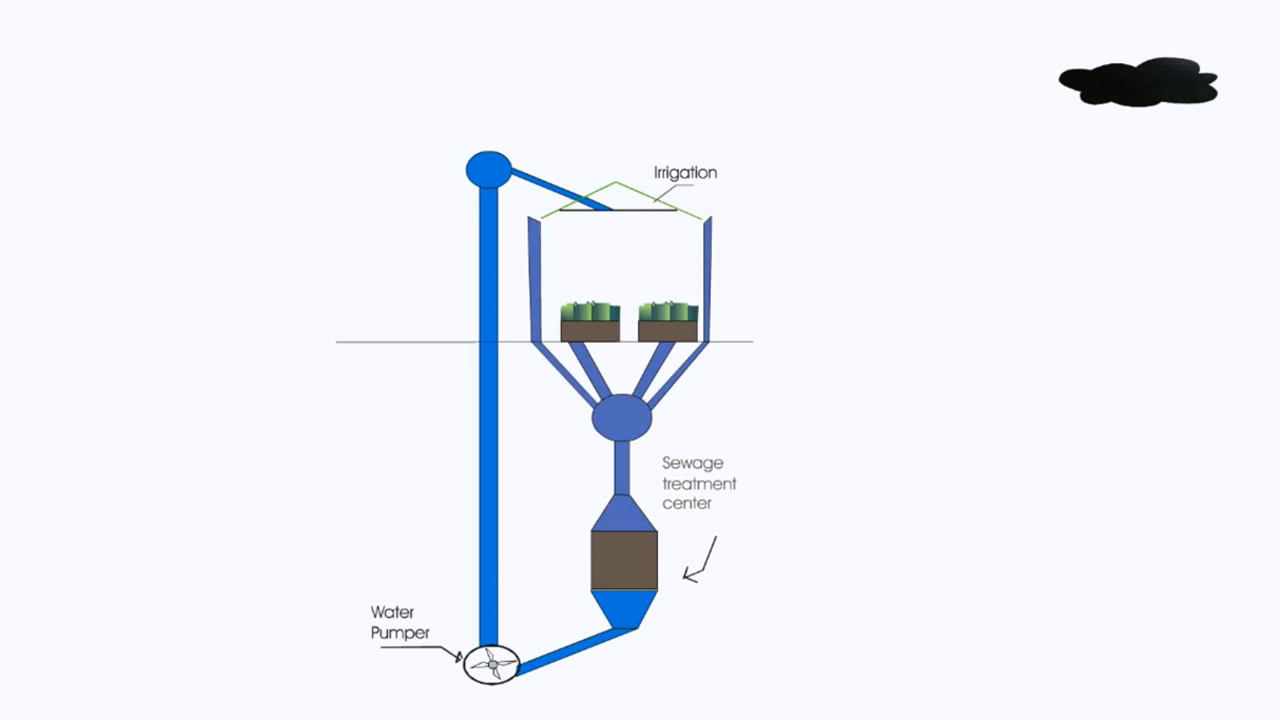 Irrigation
Sewage
treatment
center
Water
Pumper